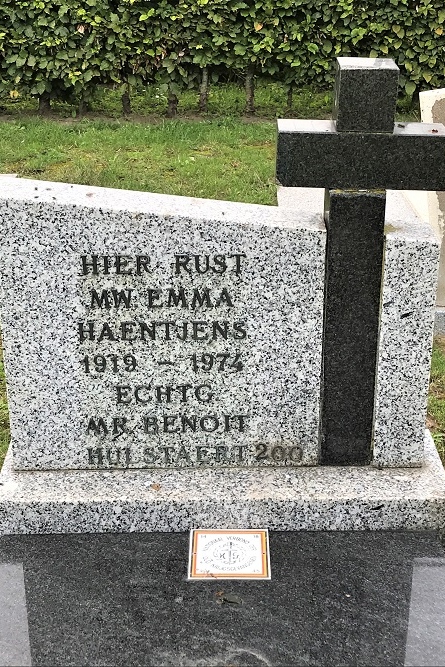 HIER RUST
MW. EMMA
HAENTJENS
1919 - 1974
ECHTG
MR. BENOIT
HULSTAERT 200